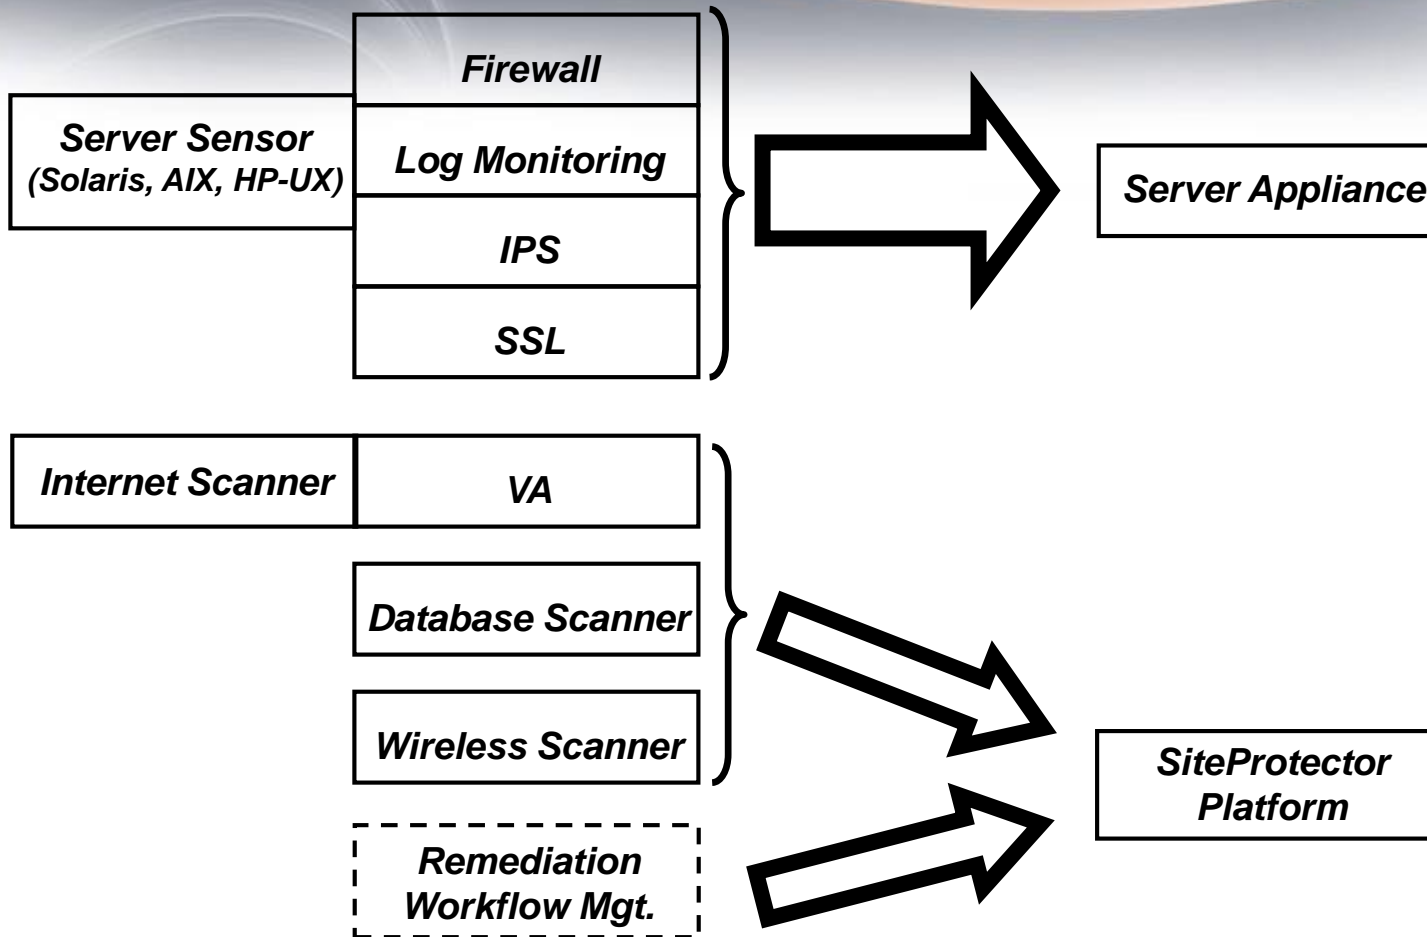 Firewall
Server Sensor
(Solaris, AIX, HP-UX)
Log Monitoring
Server Appliance
IPS
SSL
Internet Scanner
VA
Database Scanner
Wireless Scanner
SiteProtector
Platform
Remediation
Workflow Mgt.